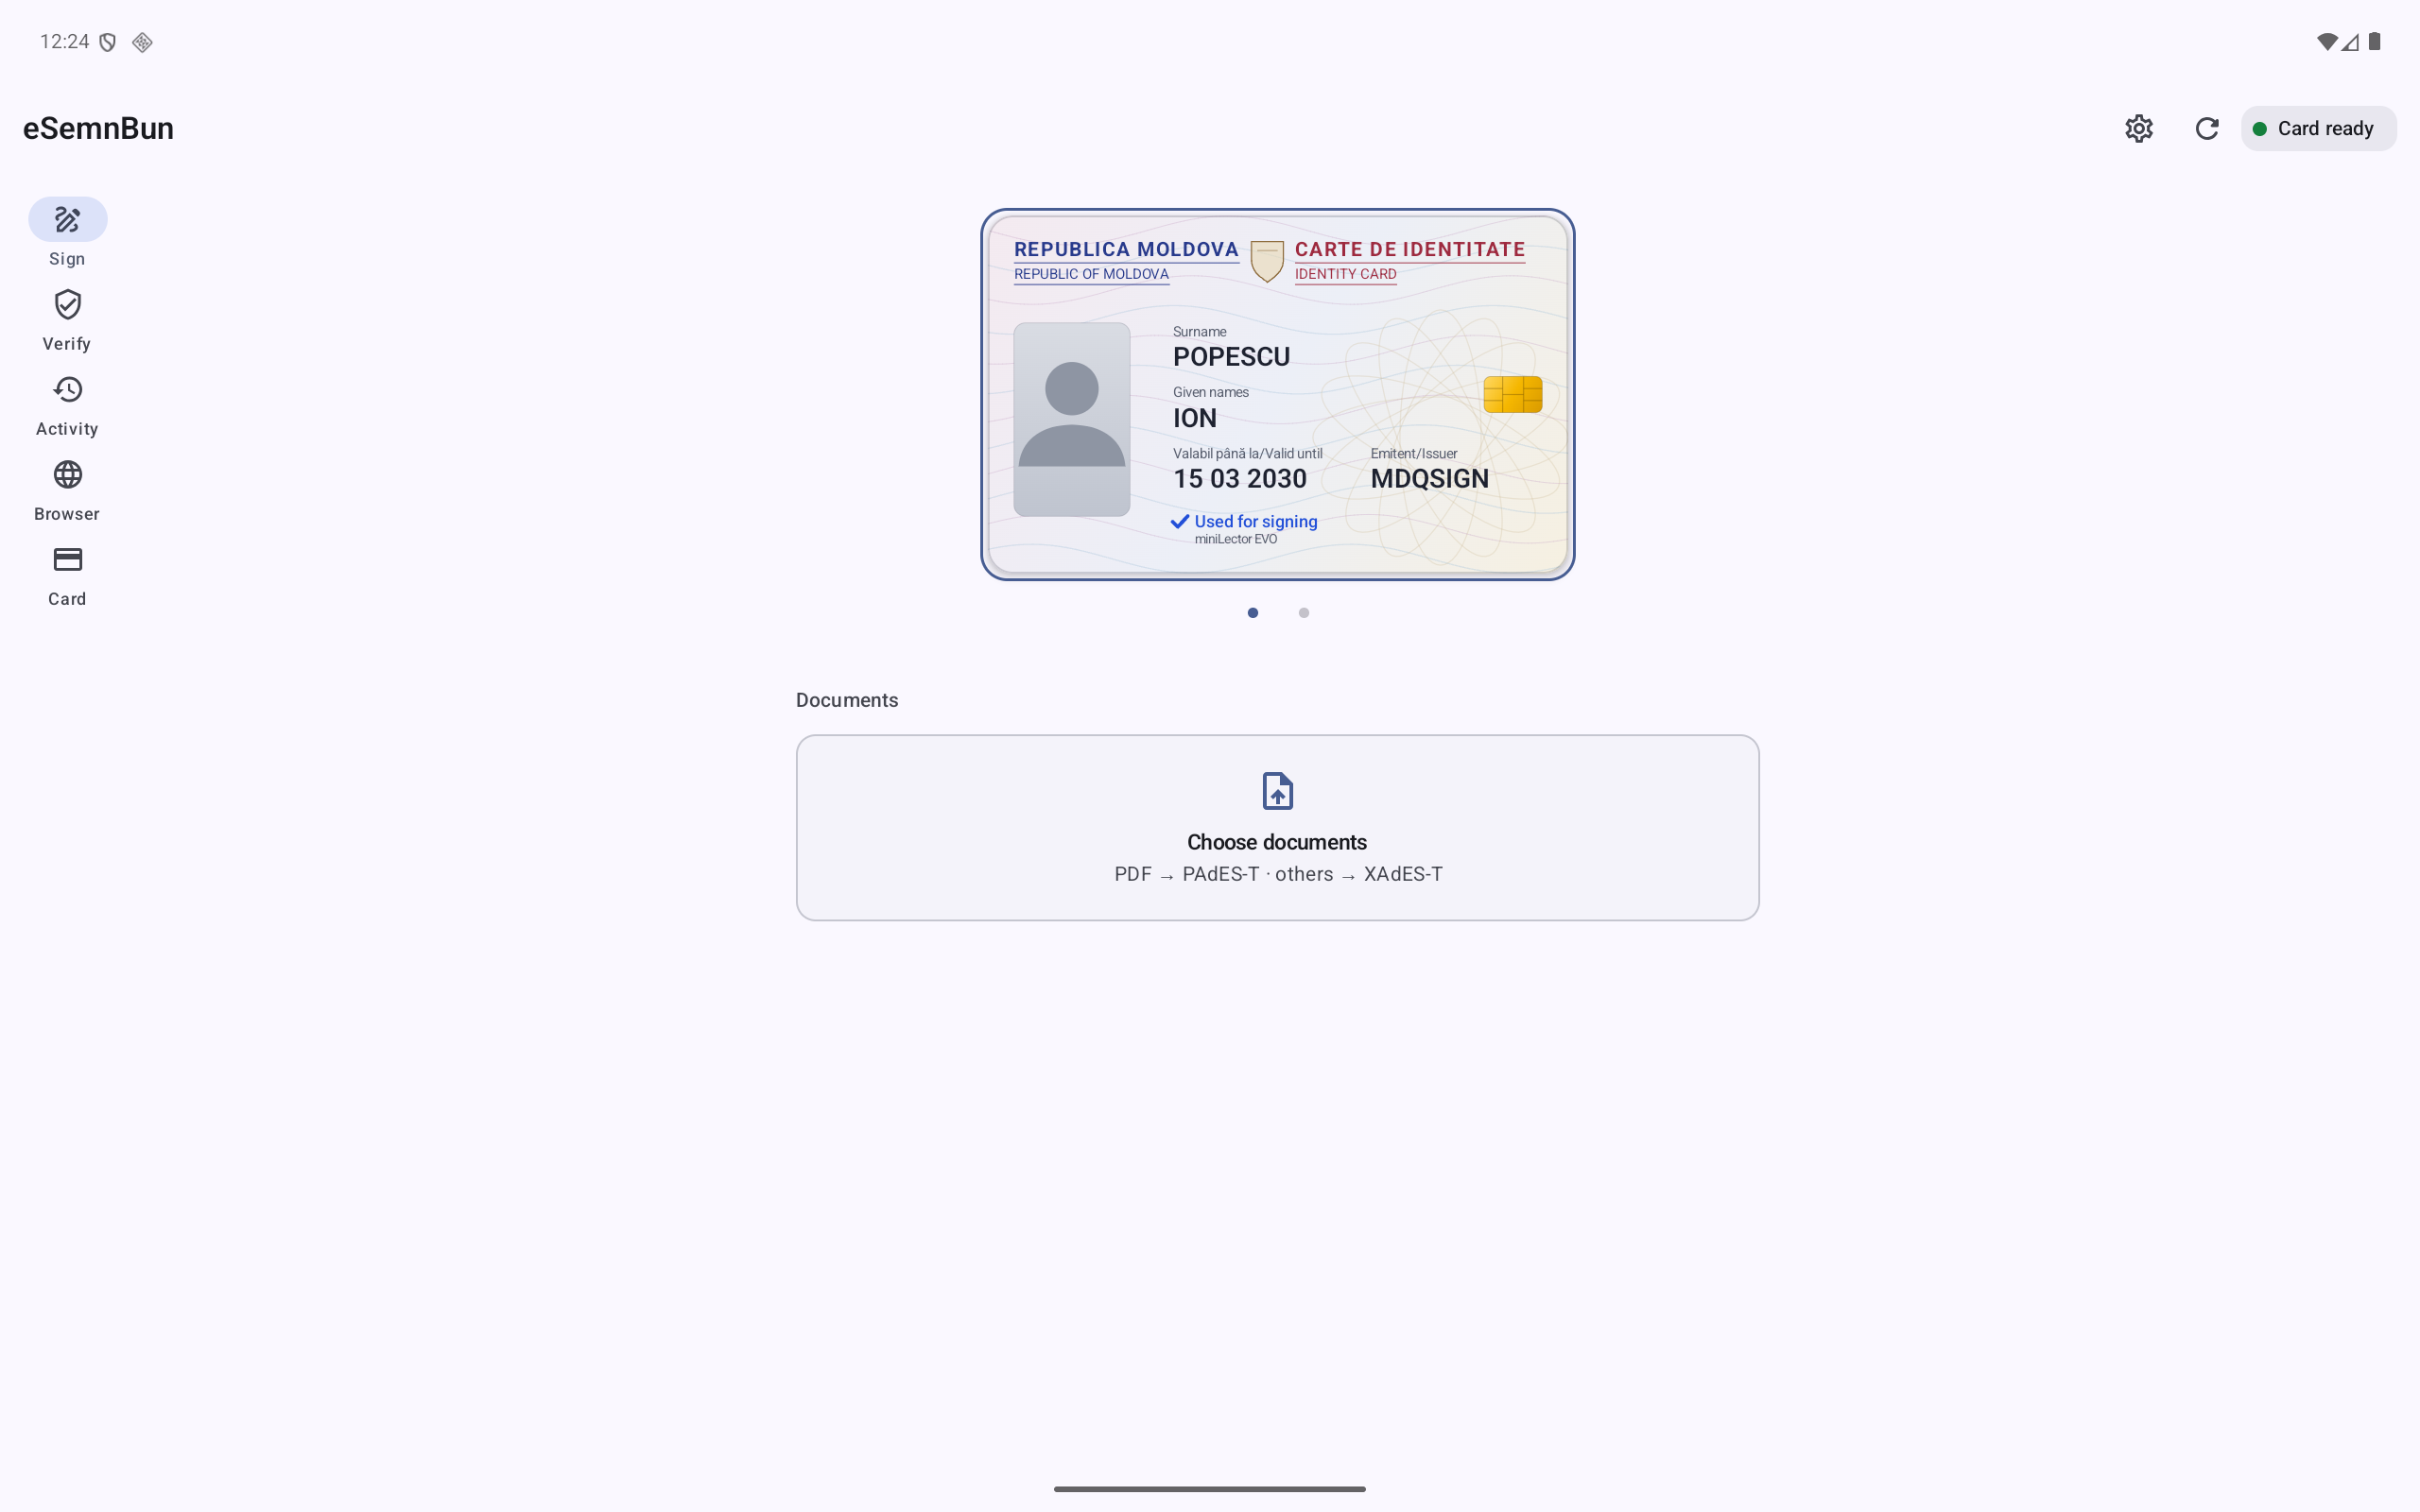 12:24
eSemnBun
Card ready
Sign
Verify
Activity
Browser
Card
REPUBLICA MOLDOVA
REPUBLIC OF MOLDOVA
CARTE DE IDENTITATE
IDENTITY CARD
Surname
POPESCU
Given names
ION
Valabil până la/Valid until
15 03 2030
Emitent/Issuer
MDQSIGN
Used for signing
miniLector EVO
Documents
Choose documents
PDF → PAdES-T · others → XAdES-T